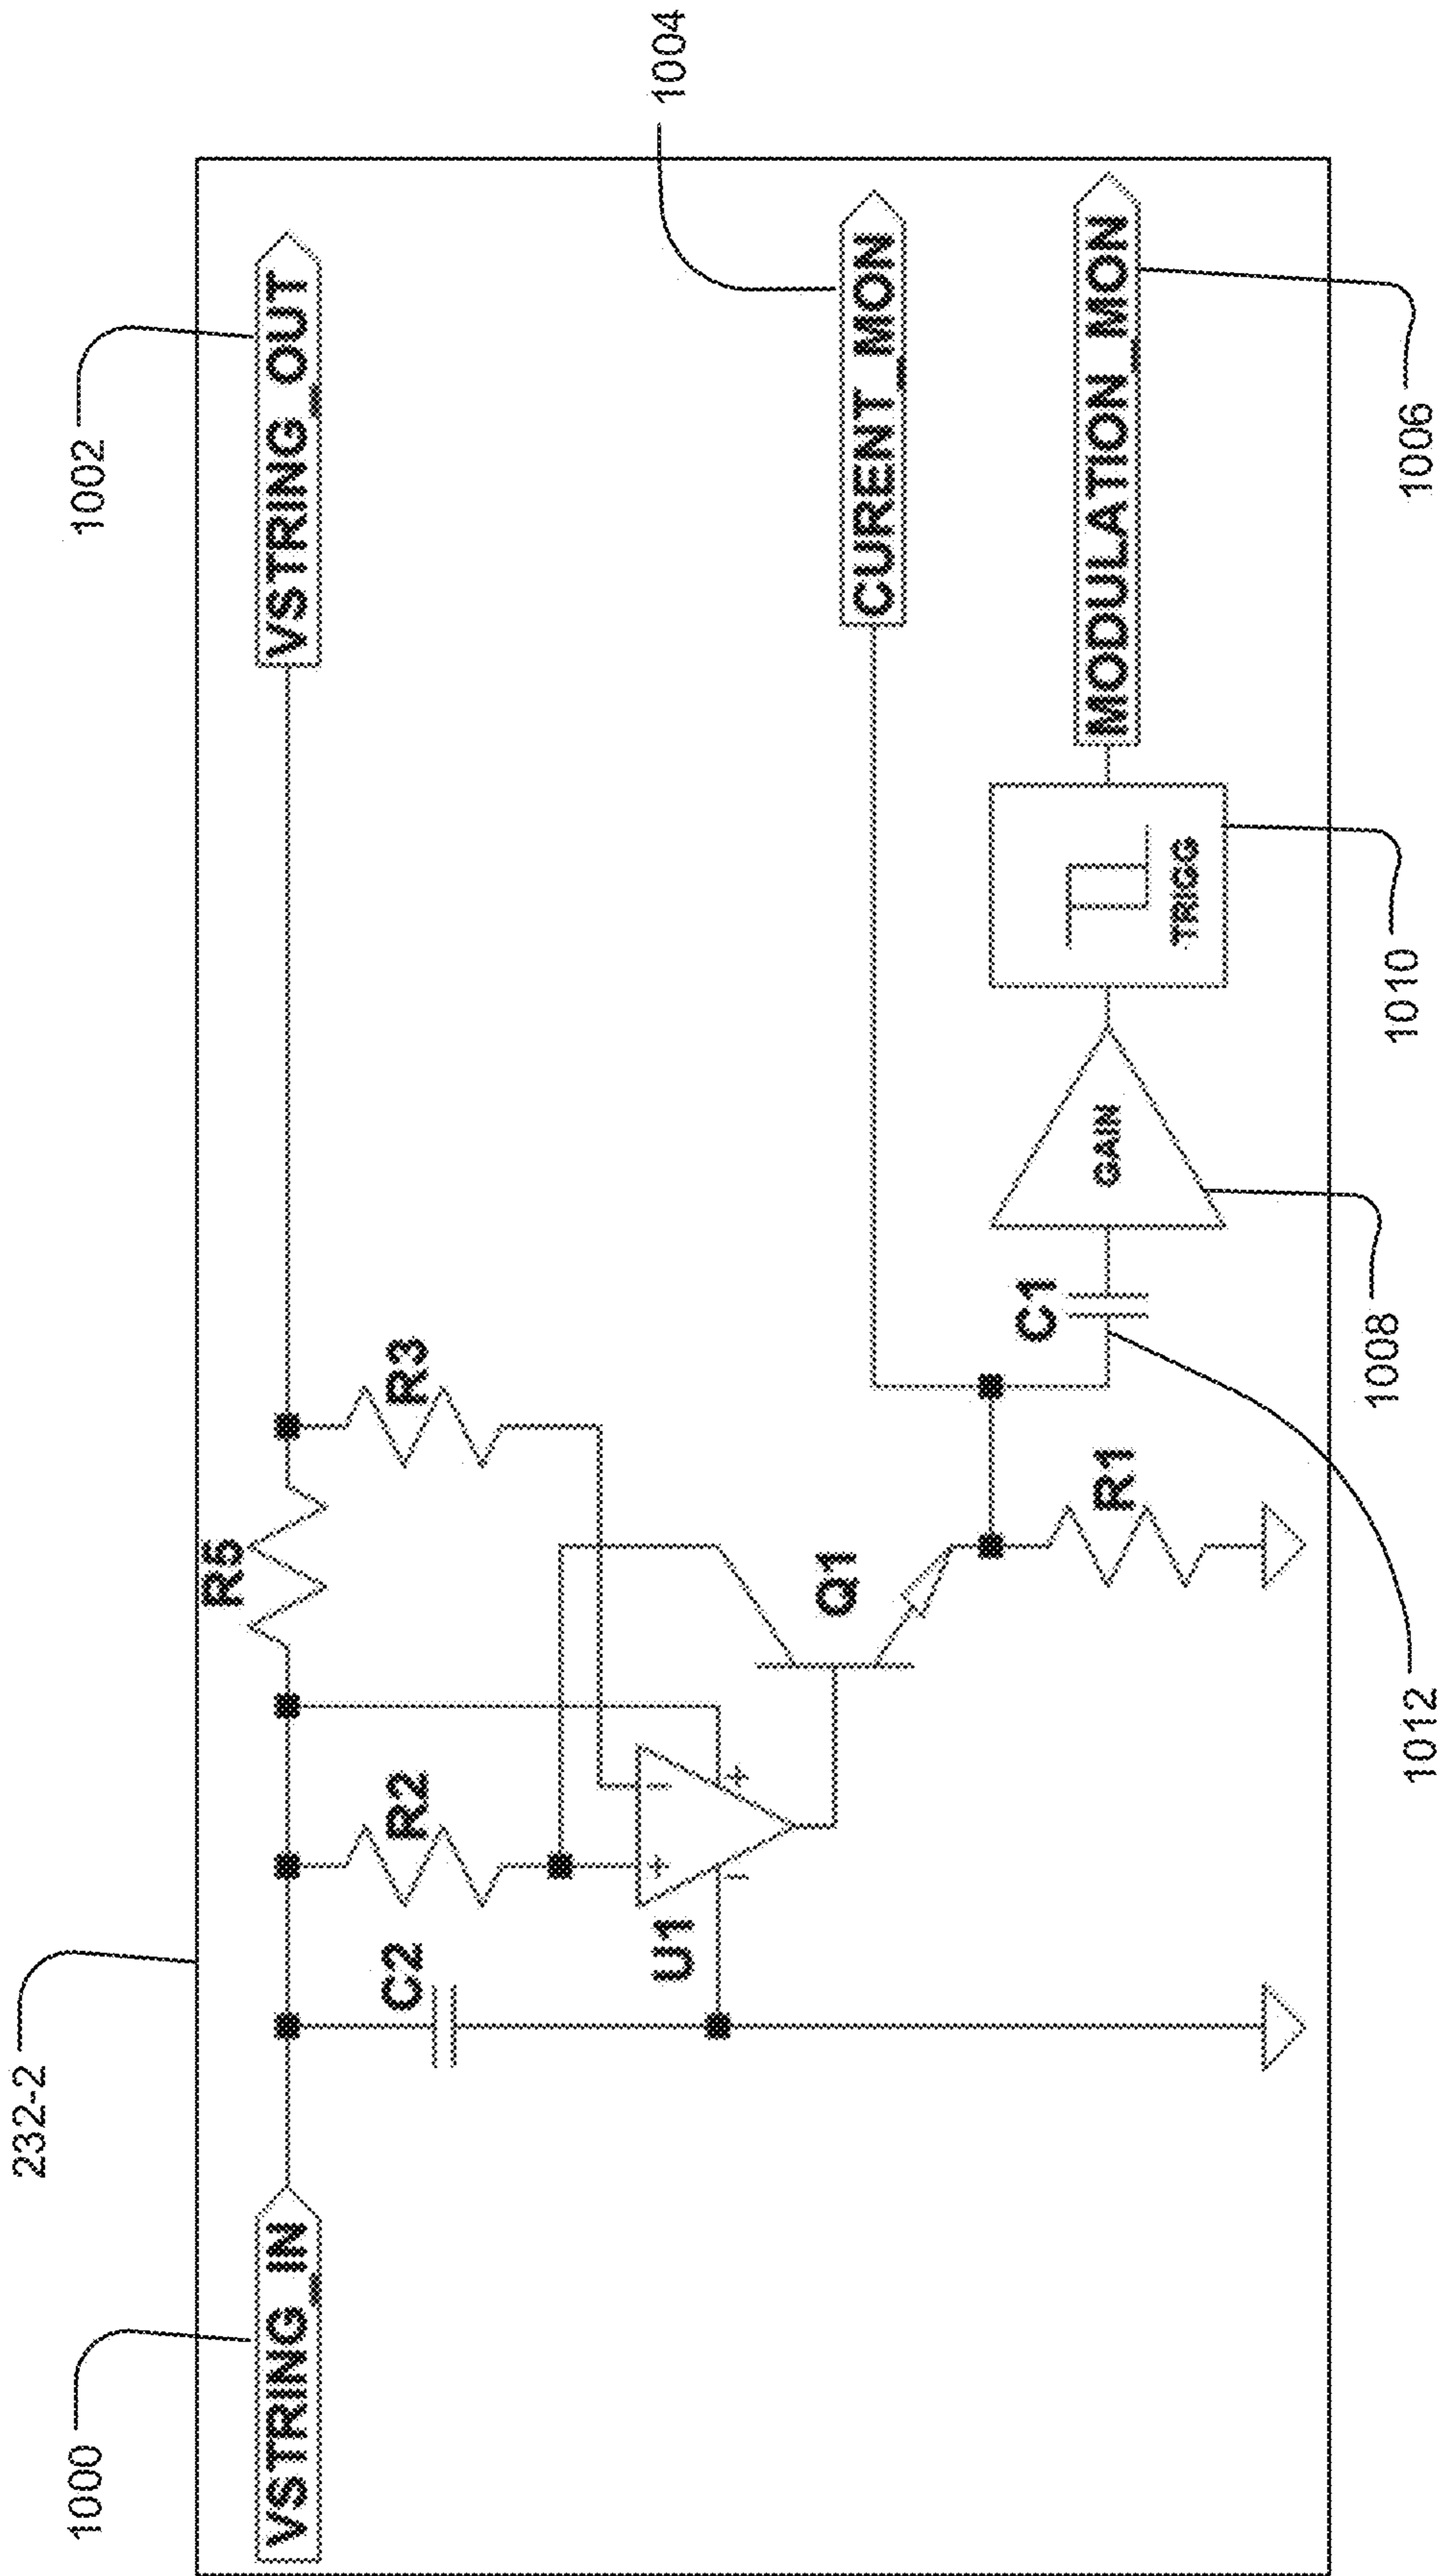 232-2
1000
1002
1004
VSTRING_IN
VSTRING_OUT
R5
C2
R2
R3
U1
+
-
-
+
Q1
CURENT_MON
R1
C1
GAIN
TRIGG
MODULATION_MON
1012
1008
1010
1006